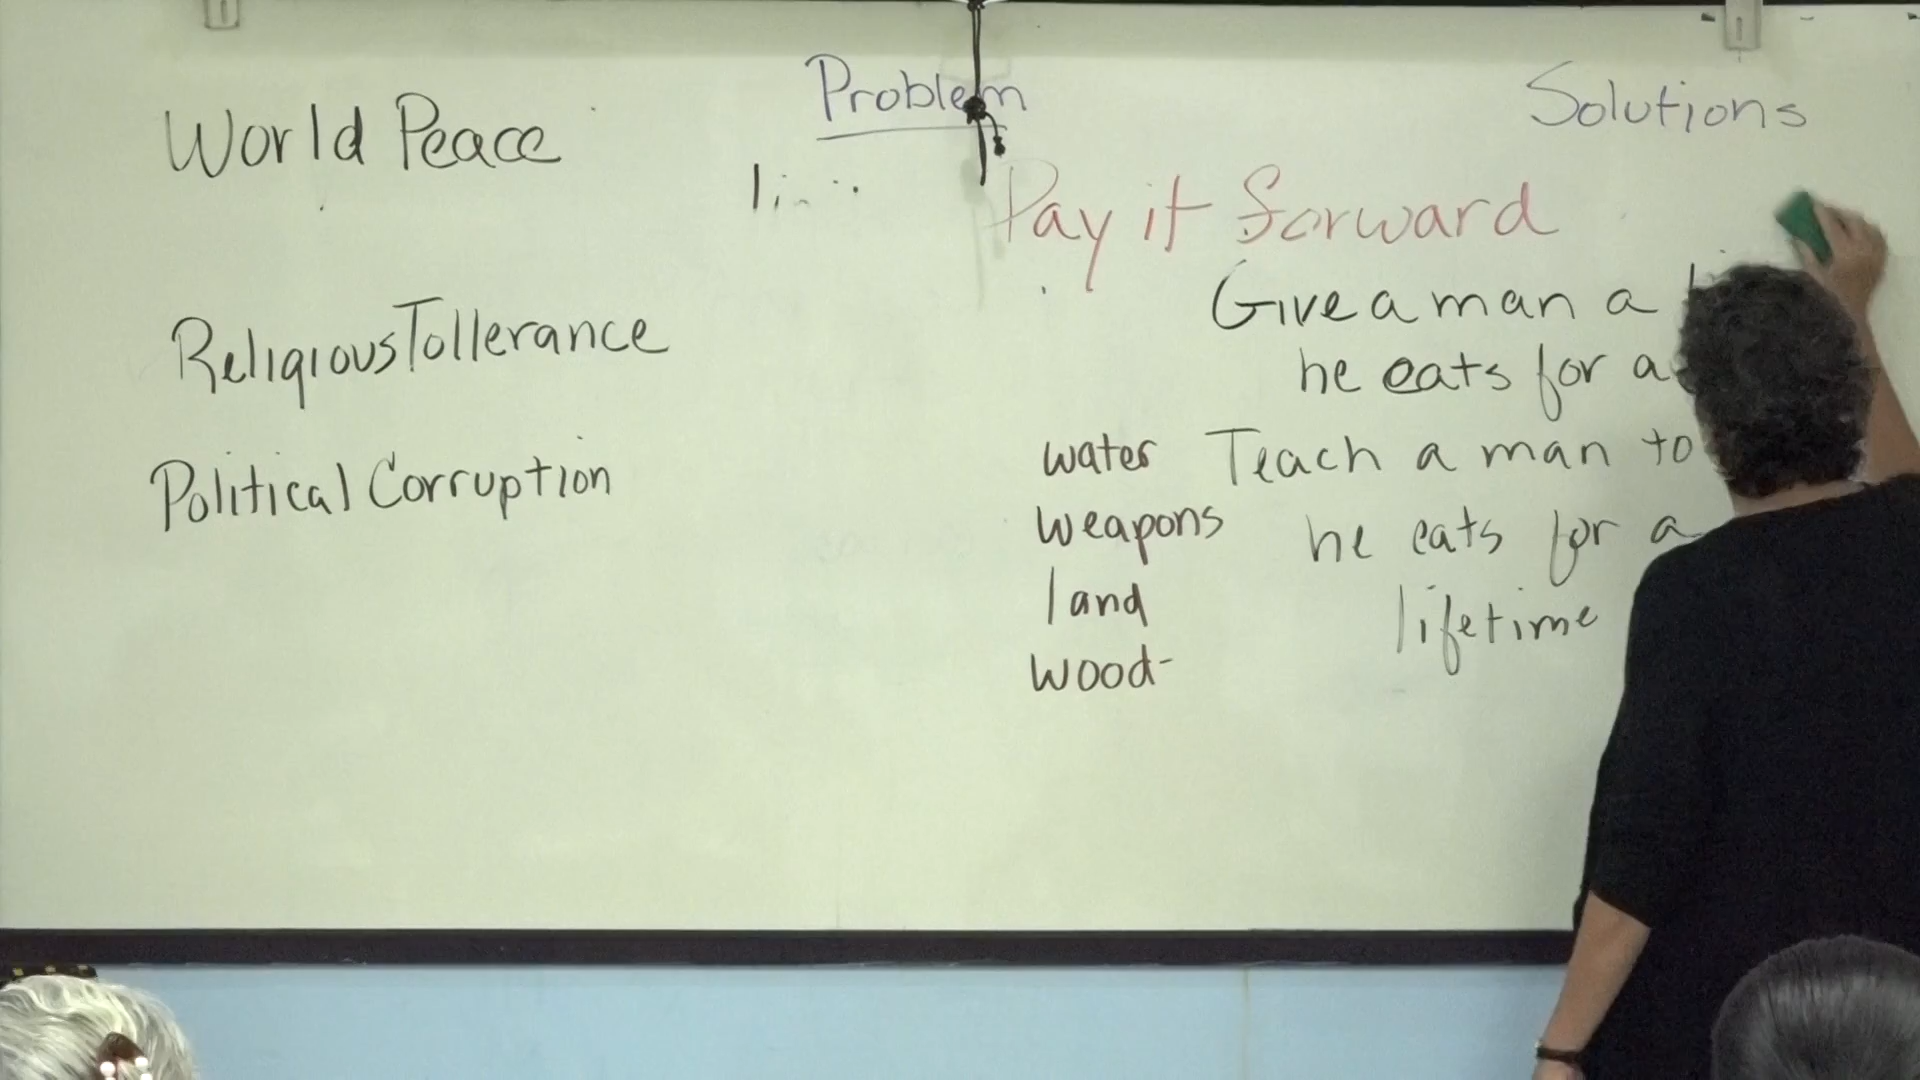 Problem
Solutions
World Peace
Pay it forward
Religious Tollerance
Political Corruption
Give a man a
he eats for a
Teach a man to
he eats for a
lifetime
water
weapons
land
wood-